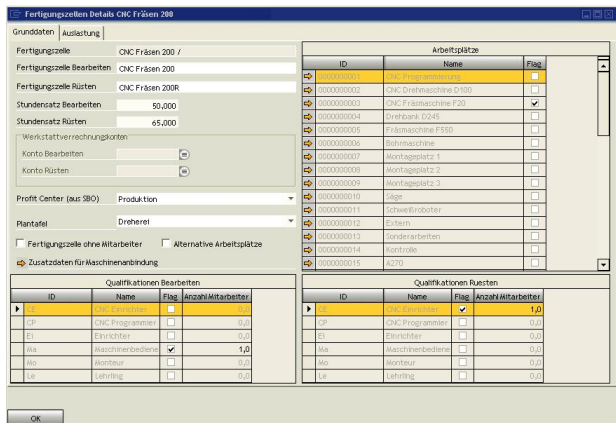 Fertigungszellen Details CNC Fräsen 200
Grunddaten Auslastung
Fertigungszelle CNC Fräsen 200 /
Fertigungszelle Bearbeiten CNC Fräsen 200
Fertigungszelle Rüsten CNC Fräsen 200R
Stundensatz Bearbeiten 50,000
Stundensatz Rüsten 65,000
Werkstattverrechnungskonten
Konto Bearbeiten
Konto Rüsten
Profit Center (aus SBO) Produktion
Plantafel Dreherei
Fertigungszelle ohne Mitarbeiter Alternative Arbeitsplätze
Zusatzdaten für Maschinenanbindung
Arbeitsplätze
ID Name Flag
0000000001 CNC Programmierung
0000000002 CNC Drehmaschine D100
0000000003 CNC Fräsmaschine F20
0000000004 Drehbank D245
0000000005 Fräsmaschine F550
0000000006 Bohrmaschine
0000000007 Montageplatz 1
0000000008 Montageplatz 2
0000000009 Montageplatz 3
0000000010 Säge
0000000011 Schweißroboter
0000000012 Extern
0000000013 Sonderarbeiten
0000000014 Kontrolle
0000000015 A270
Qualifikationen Bearbeiten
ID Name Flag Anzahl Mitarbeiter
CE CNC Einrichter 0,0
CP CNC Programmier 0,0
Ei Einrichter 0,0
Ma Maschinenbediene 1,0
Mo Monteur 0,0
Le Lehrling 0,0
Qualifikationen Ruesten
ID Name Flag Anzahl Mitarbeiter
CE CNC Einrichter 1,0
CP CNC Programmier 0,0
Ei Einrichter 0,0
Ma Maschinenbediene 0,0
Mo Monteur 0,0
Le Lehrling 0,0
OK